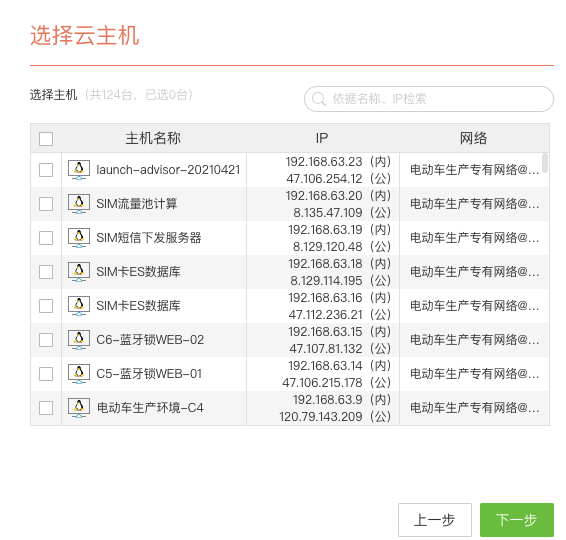 选择云主机
选择主机（共124台，已选0台）
依据名称、IP检索
主机名称 IP 网络
launch-advisor-20210421 192.168.63.23（内） 电动车生产专有网络@...
47.106.254.12（公）
SIM流量池计算 192.168.63.20（内） 电动车生产专有网络@...
8.135.47.109（公）
SIM短信下发服务器 192.168.63.19（内） 电动车生产专有网络@...
8.129.120.48（公）
SIM卡ES数据库 192.168.63.18（内） 电动车生产专有网络@...
8.129.114.195（公）
SIM卡ES数据库 192.168.63.16（内） 电动车生产专有网络@...
47.112.236.21（公）
C6-蓝牙锁WEB-02 192.168.63.15（内） 电动车生产专有网络@...
47.107.81.132（公）
C5-蓝牙锁WEB-01 192.168.63.14（内） 电动车生产专有网络@...
47.106.215.178（公）
电动车生产环境-C4 192.168.63.9（内） 电动车生产专有网络@...
120.79.143.209（公）
上一步 下一步